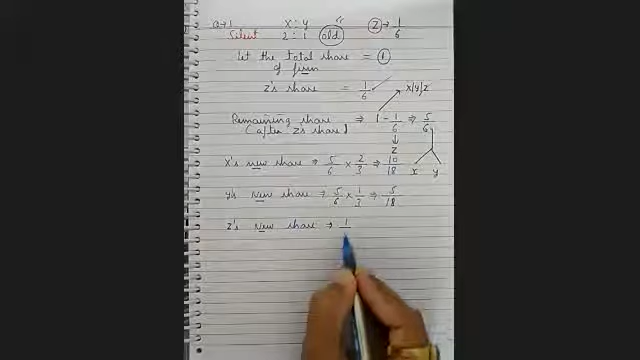 Q→1 X : Y Z → 1/6
Silent 2 : 1 old
Let the total share = 1
of firm
Z's share = 1/6 X/Y/Z
Remaining share ⇒ 1 - 1/6 ⇒ 5/6
(after Z's share)
Z
X's new share ⇒ 5/6 × 2/3 ⇒ 10/18 X Y
Y's New share ⇒ 5/6 × 1/3 ⇒ 5/18
Z's New share → 1